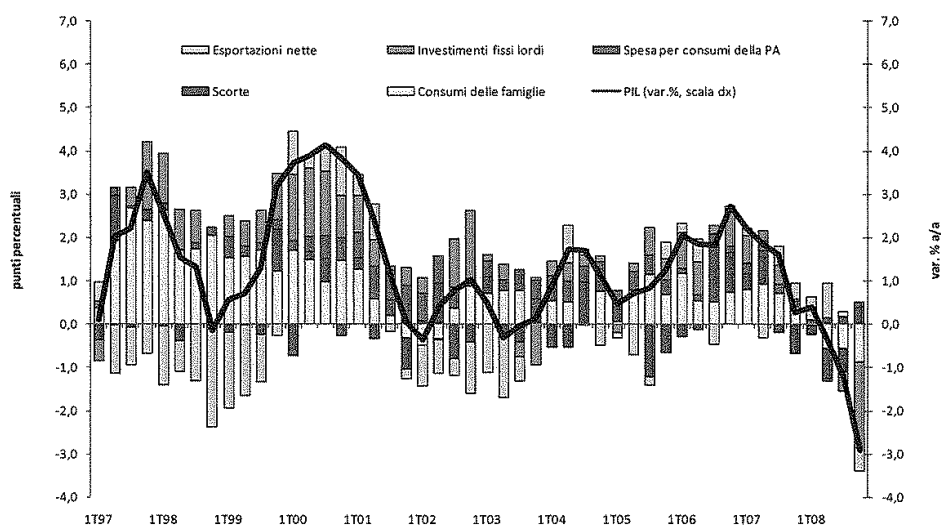 7,0 7,0
Esportazioni nette Investimenti fissi lordi Spesa per consumi della PA
6,0 6,0
Scorte Consumi delle famiglie PIL (var.%, scala dx)
5,0 5,0
4,0 4,0
3,0 3,0
2,0 2,0
1,0 1,0
0,0 0,0
-1,0 -1,0
-2,0 -2,0
-3,0 -3,0
-4,0 -4,0
punti percentuali
var. % a/a
1T97 1T98 1T99 1T00 1T01 1T02 1T03 1T04 1T05 1T06 1T07 1T08